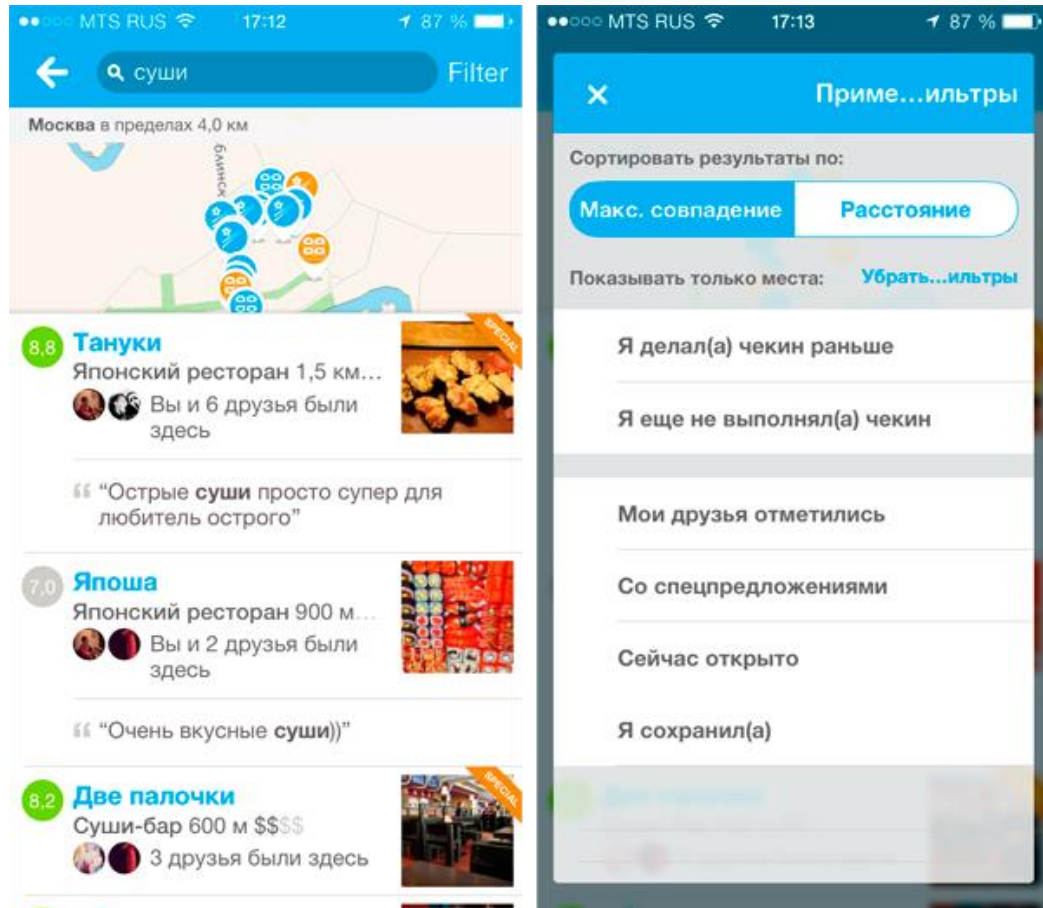 MTS RUS 17:12 87 %
суши Filter
Москва в пределах 4,0 км
блинск
8,8 Тануки
SPECIAL
Японский ресторан 1,5 км...
Вы и 6 друзья были
здесь
“Острые суши просто супер для
любитель острого”
7,0 Япоша
Японский ресторан 900 м...
Вы и 2 друзья были
здесь
“Очень вкусные суши))”
8,2 Две палочки
SPECIAL
Суши-бар 600 м $$$$
3 друзья были здесь
MTS RUS 17:13 87 %
Приме...ильтры
Сортировать результаты по:
Макс. совпадение Расстояние
Показывать только места: Убрать...ильтры
Я делал(а) чекин раньше
Я еще не выполнял(а) чекин
Мои друзья отметились
Со спецпредложениями
Сейчас открыто
Я сохранил(а)